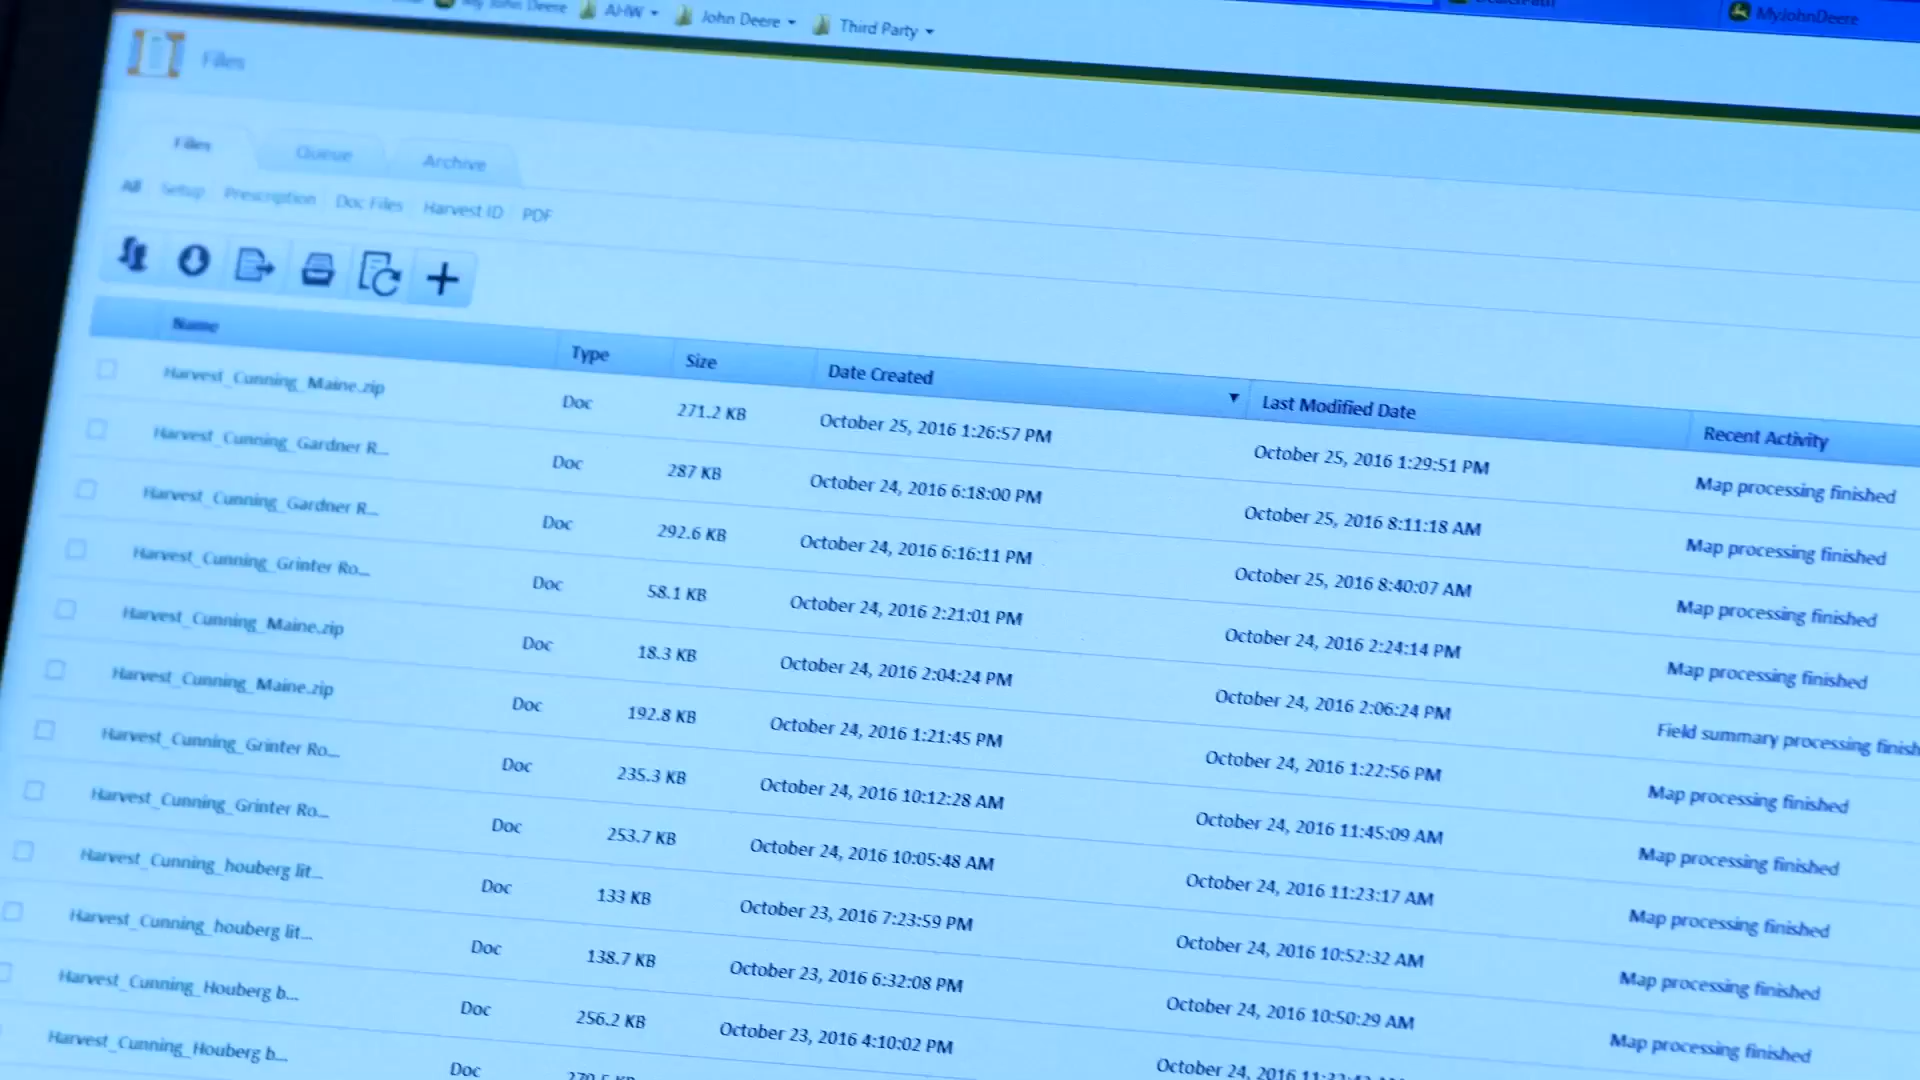 My John Deere AHW John Deere Third Party MyJohnDeere
Files
Files Queue Archive
All Setup Prescription Doc Files Harvest ID PDF
Name Type Size Date Created Last Modified Date Recent Activity
Harvest_Cunning_Maine.zip Doc 271.2 KB October 25, 2016 1:26:57 PM October 25, 2016 1:29:51 PM Map processing finished
Harvest_Cunning_Gardner R... Doc 287 KB October 24, 2016 6:18:00 PM October 25, 2016 8:11:18 AM Map processing finished
Harvest_Cunning_Gardner R... Doc 292.6 KB October 24, 2016 6:16:11 PM October 25, 2016 8:40:07 AM Map processing finished
Harvest_Cunning_Grinter Ro... Doc 58.1 KB October 24, 2016 2:21:01 PM October 24, 2016 2:24:14 PM Map processing finished
Harvest_Cunning_Maine.zip Doc 18.3 KB October 24, 2016 2:04:24 PM October 24, 2016 2:06:24 PM Field summary processing finish
Harvest_Cunning_Maine.zip Doc 192.8 KB October 24, 2016 1:21:45 PM October 24, 2016 1:22:56 PM Map processing finished
Harvest_Cunning_Grinter Ro... Doc 235.3 KB October 24, 2016 10:12:28 AM October 24, 2016 11:45:09 AM Map processing finished
Harvest_Cunning_Grinter Ro... Doc 253.7 KB October 24, 2016 10:05:48 AM October 24, 2016 11:23:17 AM Map processing finished
Harvest_Cunning_houberg lit... Doc 133 KB October 23, 2016 7:23:59 PM October 24, 2016 10:52:32 AM Map processing finished
Harvest_Cunning_houberg lit... Doc 138.7 KB October 23, 2016 6:32:08 PM October 24, 2016 10:50:29 AM Map processing finished
Harvest_Cunning_Houberg b... Doc 256.2 KB October 23, 2016 4:10:02 PM October 24, 2016
Harvest_Cunning_Houberg b... Doc